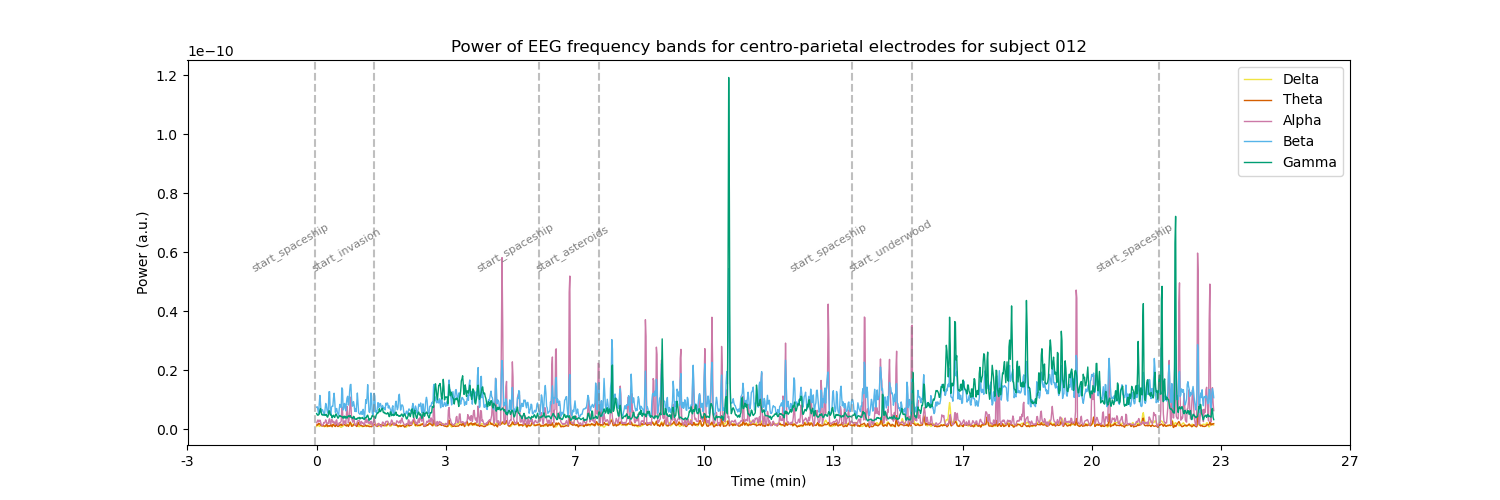 Power of EEG frequency bands for centro-parietal electrodes for subject 012
1e−10
1.2
1.0
0.8
0.6
0.4
0.2
0.0
Power (a.u.)
start_spaceship
start_invasion
start_spaceship
start_asteroids
start_spaceship
start_underwood
start_spaceship
Delta
Theta
Alpha
Beta
Gamma
-3 0 3 7 10 13 17 20 23 27
Time (min)